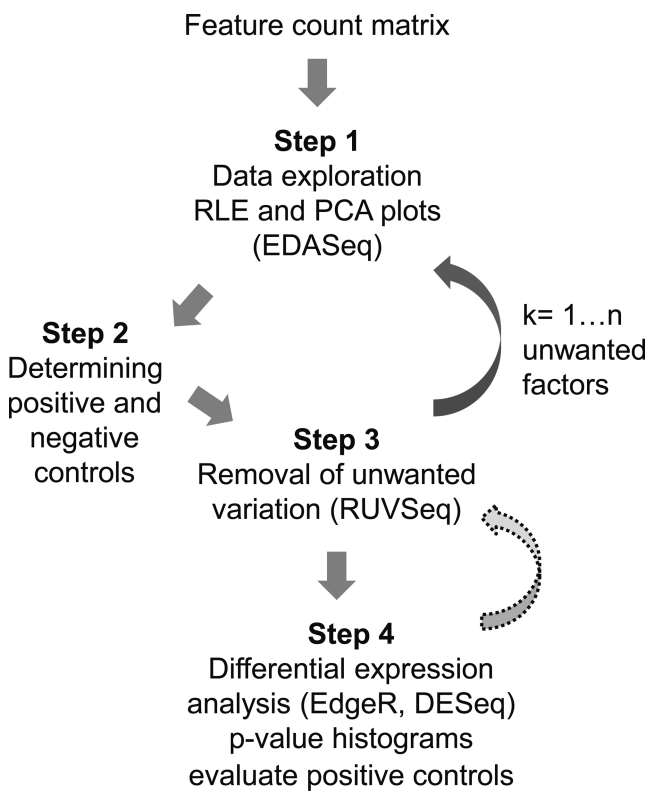 Feature count matrix
Step 1
Data exploration
RLE and PCA plots
(EDASeq)
k= 1...n
unwanted
factors
Step 2
Determining
positive and
negative
controls
Step 3
Removal of unwanted
variation (RUVSeq)
Step 4
Differential expression
analysis (EdgeR, DESeq)
p-value histograms
evaluate positive controls